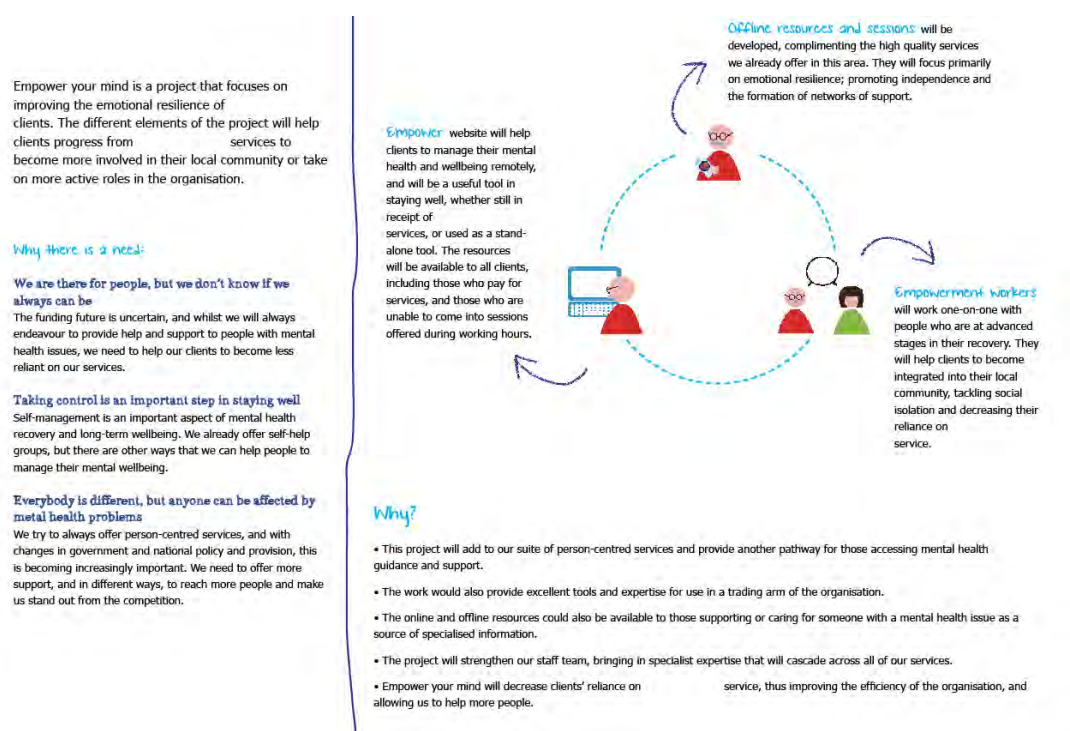 Empower your mind is a project that focuses on
improving the emotional resilience of
clients. The different elements of the project will help
clients progress from services to
become more involved in their local community or take
on more active roles in the organisation.
Why there is a need:
We are there for people, but we don't know if we
always can be
The funding future is uncertain, and whilst we will always
endeavour to provide help and support to people with mental
health issues, we need to help our clients to become less
reliant on our services.
Taking control is an important step in staying well
Self-management is an important aspect of mental health
recovery and long-term wellbeing. We already offer self-help
groups, but there are other ways that we can help people to
manage their mental wellbeing.
Everybody is different, but anyone can be affected by
metal health problems
We try to always offer person-centred services, and with
changes in government and national policy and provision, this
is becoming increasingly important. We need to offer more
support, and in different ways, to reach more people and make
us stand out from the competition.
Offline resources and sessions will be
developed, complimenting the high quality services
we already offer in this area. They will focus primarily
on emotional resilience; promoting independence and
the formation of networks of support.
Empower website will help
clients to manage their mental
health and wellbeing remotely,
and will be a useful tool in
staying well, whether still in
receipt of
services, or used as a stand-
alone tool. The resources
will be available to all clients,
including those who pay for
services, and those who are
unable to come into sessions
offered during working hours.
Empowerment Workers
will work one-on-one with
people who are at advanced
stages in their recovery. They
will help clients to become
integrated into their local
community, tackling social
isolation and decreasing their
reliance on
service.
Why?
• This project will add to our suite of person-centred services and provide another pathway for those accessing mental health
guidance and support.
• The work would also provide excellent tools and expertise for use in a trading arm of the organisation.
• The online and offline resources could also be available to those supporting or caring for someone with a mental health issue as a
source of specialised information.
• The project will strengthen our staff team, bringing in specialist expertise that will cascade across all of our services.
• Empower your mind will decrease clients' reliance on service, thus improving the efficiency of the organisation, and
allowing us to help more people.